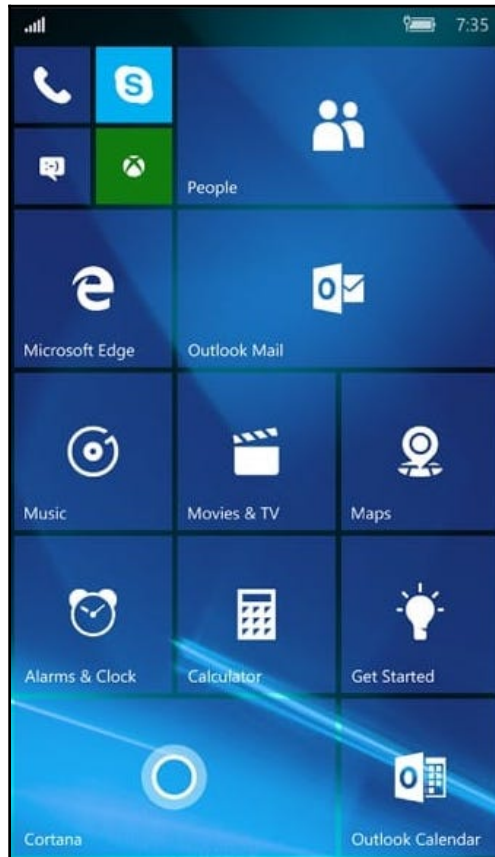 7:35
S
:-)
People
Microsoft Edge
Outlook Mail
Music
Movies & TV
Maps
Alarms & Clock
Calculator
Get Started
Cortana
Outlook Calendar